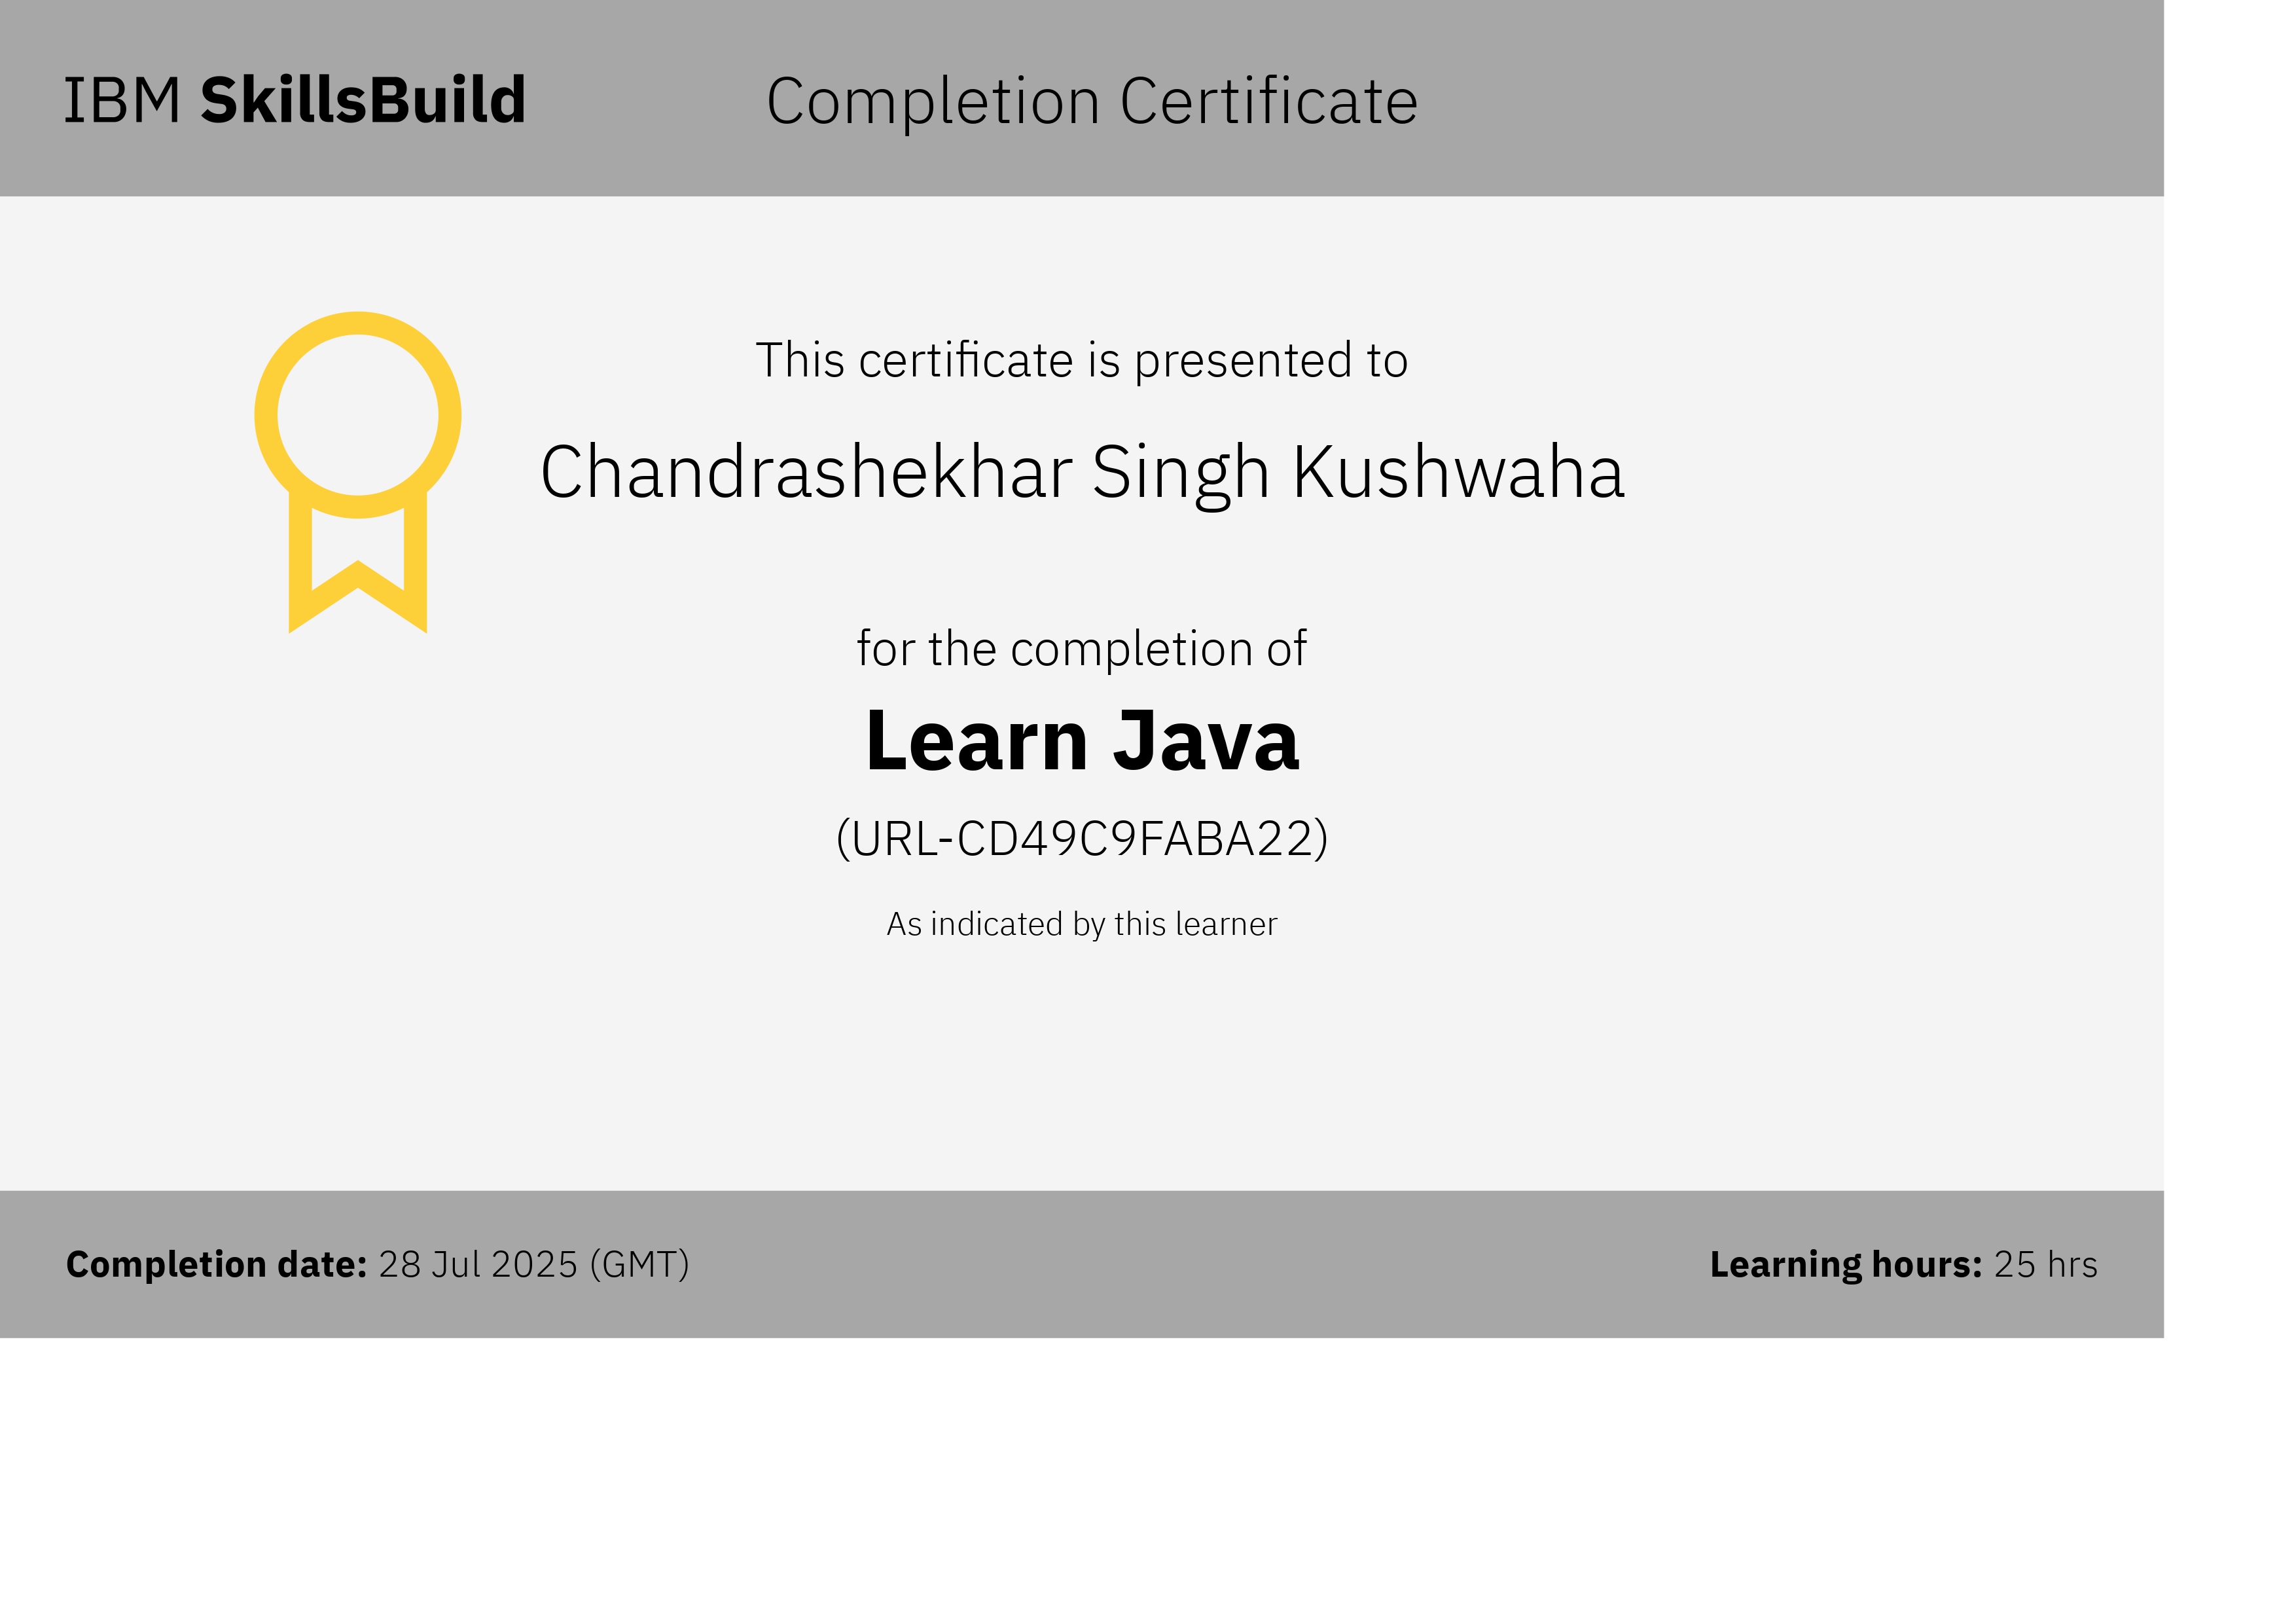 IBM SkillsBuild
Completion Certificate
This certificate is presented to
Chandrashekhar Singh Kushwaha
for the completion of
Learn Java
(URL-CD49C9FABA22)
As indicated by this learner
Completion date: 28 Jul 2025 (GMT)
Learning hours: 25 hrs